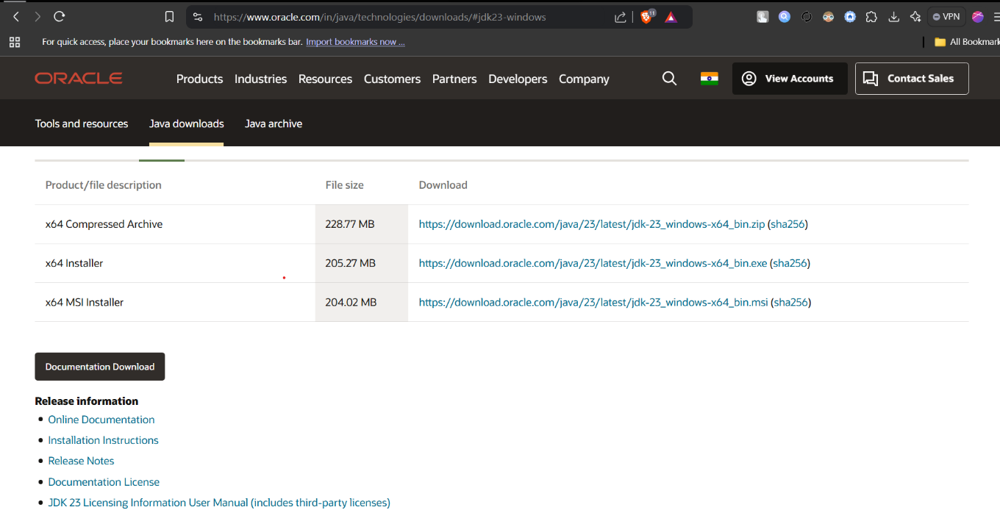 https://www.oracle.com/in/java/technologies/downloads/#jdk23-windows
11
VPN
For quick access, place your bookmarks here on the bookmarks bar. Import bookmarks now ...
All Bookmark
ORACLE
Products Industries Resources Customers Partners Developers Company
View Accounts
Contact Sales
Tools and resources Java downloads Java archive
Product/file description File size Download
x64 Compressed Archive 228.77 MB https://download.oracle.com/java/23/latest/jdk-23_windows-x64_bin.zip (sha256)
x64 Installer 205.27 MB https://download.oracle.com/java/23/latest/jdk-23_windows-x64_bin.exe (sha256)
x64 MSI Installer 204.02 MB https://download.oracle.com/java/23/latest/jdk-23_windows-x64_bin.msi (sha256)
Documentation Download
Release information
• Online Documentation
• Installation Instructions
• Release Notes
• Documentation License
• JDK 23 Licensing Information User Manual (includes third-party licenses)